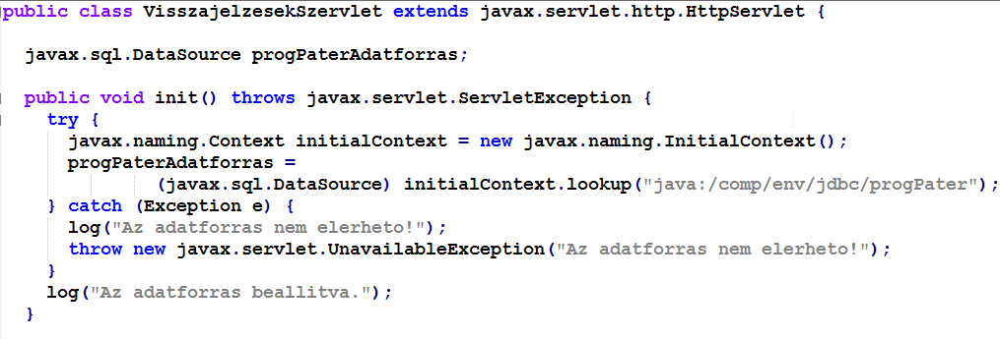 public class VisszajelzesekSzervlet extends javax.servlet.http.HttpServlet {
javax.sql.DataSource progPaterAdatforras;
public void init() throws javax.servlet.ServletException {
try {
javax.naming.Context initialContext = new javax.naming.InitialContext();
progPaterAdatforras =
(javax.sql.DataSource) initialContext.lookup("java:/comp/env/jdbc/progPater");
} catch (Exception e) {
log("Az adatforras nem elerheto!");
throw new javax.servlet.UnavailableException("Az adatforras nem elerheto!");
}
log("Az adatforras beallitva.");
}